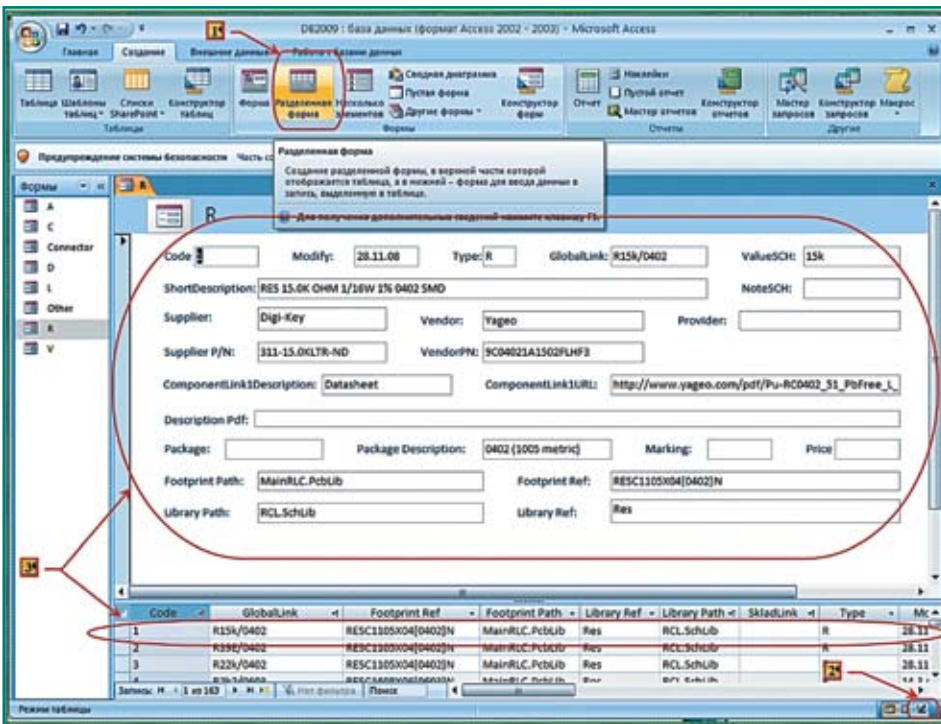 DB2009 : база данных (формат Access 2002 - 2003) - Microsoft Access
1
Главная Создание Внешние данные Работа с базами данных
Таблица Шаблоны таблиц Списки SharePoint Конструктор таблиц
Таблицы
Форма Разделенная форма Несколько элементов
Сводная диаграмма
Пустая форма
Другие формы
Конструктор форм
Формы
Отчет
Наклейки
Пустой отчет
Мастер отчетов
Конструктор отчетов
Отчеты
Мастер запросов Конструктор запросов Макрос
Другие
Предупреждение системы безопасности Часть со
Разделенная форма
Создание разделенной формы, в верхней части которой
отображается таблица, а в нижней – форма для ввода данных в
запись, выделенную в таблице.
Для получения дополнительных сведений нажмите клавишу F1.
Формы
A
C
Connector
D
L
Other
R
V
R
R
Code Modify: 28.11.08 Type: R GlobalLink: R15k/0402 ValueSCH: 15k
ShortDescription: RES 15.0K OHM 1/16W 1% 0402 SMD NoteSCH:
Supplier: Digi-Key Vendor: Yageo Provider:
Supplier P/N: 311-15.0KLTR-ND VendorPN: 9C04021A1502FLHF3
ComponentLink1Description: Datasheet ComponentLink1URL: http://www.yageo.com/pdf/Pu-RC0402_51_PbFree_L_
Description Pdf:
Package: Package Description: 0402 (1005 metric) Marking: Price
Footprint Path: MainRLC.PcbLib Footprint Ref: RESC1105X04[0402]N
Library Path: RCL.SchLib Library Ref: Res
3
Code GlobalLink Footprint Ref Footprint Path Library Ref Library Path SkladLink Type Mc
1 R15k/0402 RESC1105X04[0402]N MainRLC.PcbLib Res RCL.SchLib R 28.11
2 R39E/0402 RESC1105X04[0402]N MainRLC.PcbLib Res RCL.SchLib R 28.11
3 R22k/0402 RESC1105X04[0402]N MainRLC.PcbLib Res RCL.SchLib 28.11
2
Запись: 1 из 163 Нет фильтра Поиск
Режим таблицы